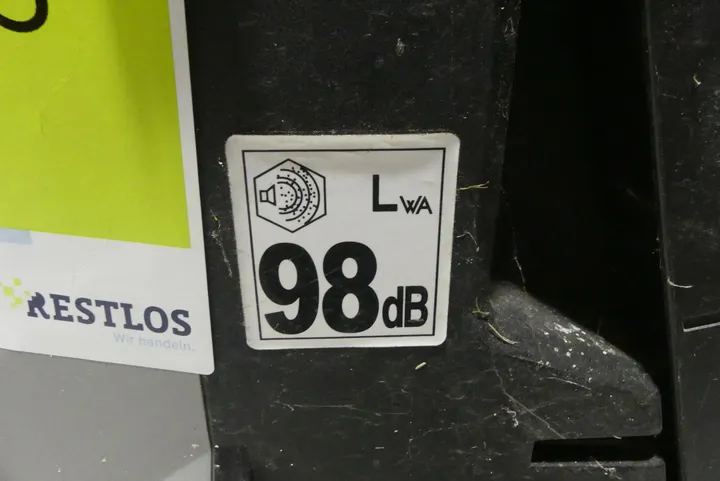 LWA
98dB
RESTLOS
Wir handeln.